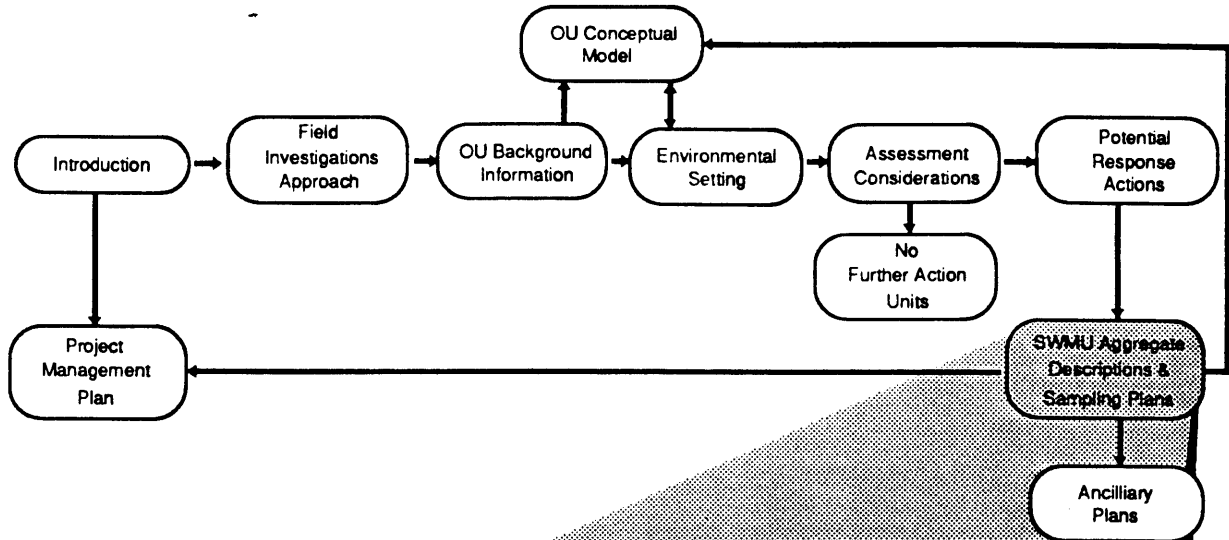 OU Conceptual
Model
Introduction
Field
Investigations
Approach
OU Background
Information
Environmental
Setting
Assessment
Considerations
Potential
Response
Actions
No
Further Action
Units
Project
Management
Plan
SWMU Aggregate
Descriptions &
Sampling Plans
Ancilliary
Plans